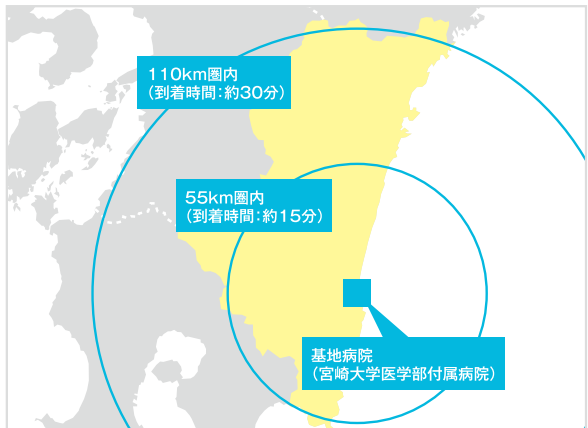 110km圏内
（到着時間：約30分）
55km圏内
（到着時間：約15分）
基地病院
（宮崎大学医学部付属病院）